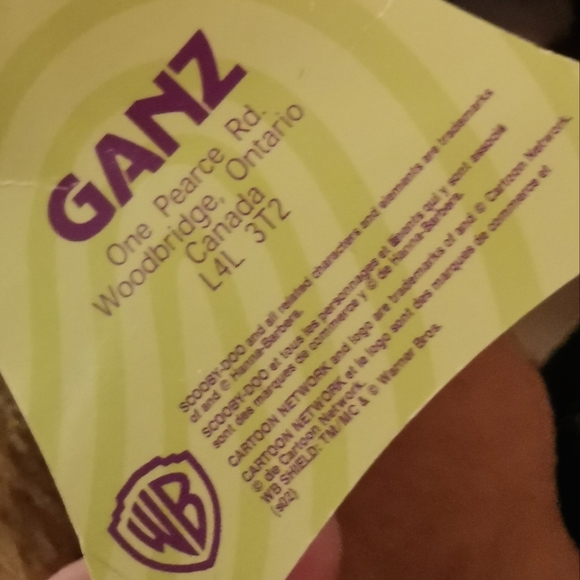 GANZ
One Pearce Rd.
Woodbridge, Ontario
Canada
L4L 3T2
SCOOBY-DOO and all related characters and elements are trademarks
of and © Hanna-Barbera.
SCOOBY-DOO et tous les personnages et éléments qui y sont associé
sont des marques de commerce y © de Hanna-Barbera.
CARTOON NETWORK and logo are trademarks of and © Cartoon Network.
CARTOON NETWORK et le logo sont des marques de commerce et
© de Cartoon Network.
WB SHIELD: TM/MC & © Warner Bros.
(s02)
WB